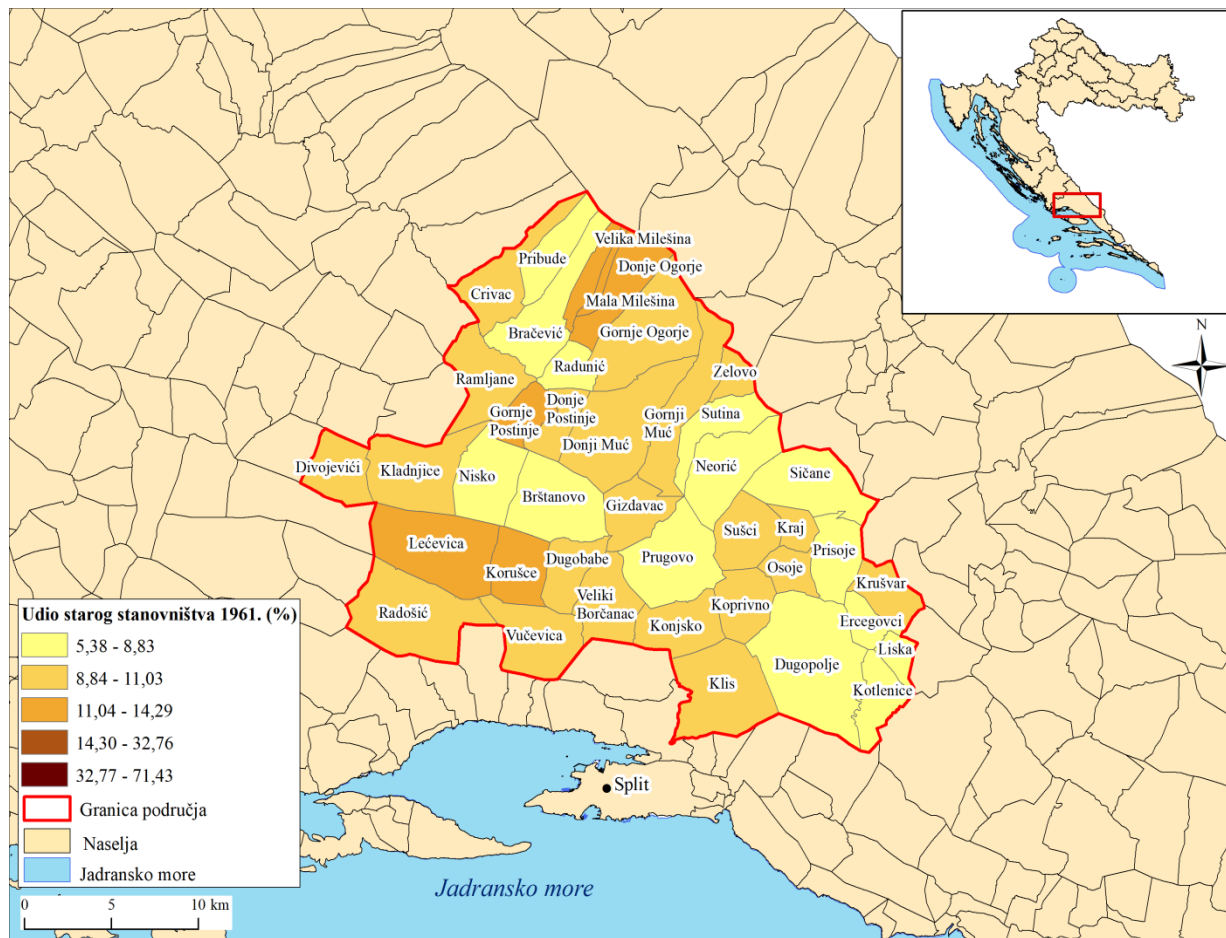 N
Velika Milešina
Pribude
Donje Ogorje
Crivac
Mala Milešina
Bračević
Gornje Ogorje
Radunić
Zelovo
Ramljane
Gornje
Postinje
Donje
Postinje
Gornji
Muć
Sutina
Donji Muć
Divojevići
Kladnjice
Nisko
Neorić
Sičane
Brštanovo
Gizdavac
Sušci
Kraj
Lećevica
Dugobabe
Prugovo
Prisoje
Korušce
Osoje
Krušvar
Veliki
Borčanac
Koprivno
Radošić
Konjsko
Ercegovci
Vučevica
Liska
Dugopolje
Klis
Kotlenice
Split
Jadransko more
Udio starog stanovništva 1961. (%)
5,38 - 8,83
8,84 - 11,03
11,04 - 14,29
14,30 - 32,76
32,77 - 71,43
Granica područja
Naselja
Jadransko more
0 5 10 km